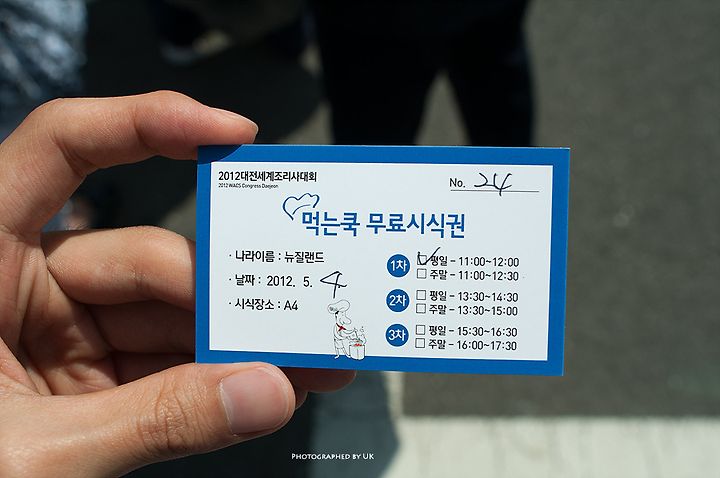 2012대전세계조리사대회
2012 WACS Congress Daejeon
No. 24
먹는쿡 무료시식권
· 나라이름 : 뉴질랜드
· 날짜 : 2012. 5. 4
· 시식장소 : A4
1차 평일 - 11:00~12:00
주말 - 11:00~12:30
2차 평일 - 13:30~14:30
주말 - 13:30~15:00
3차 평일 - 15:30~16:30
주말 - 16:00~17:30
PHOTOGRAPHED BY UK